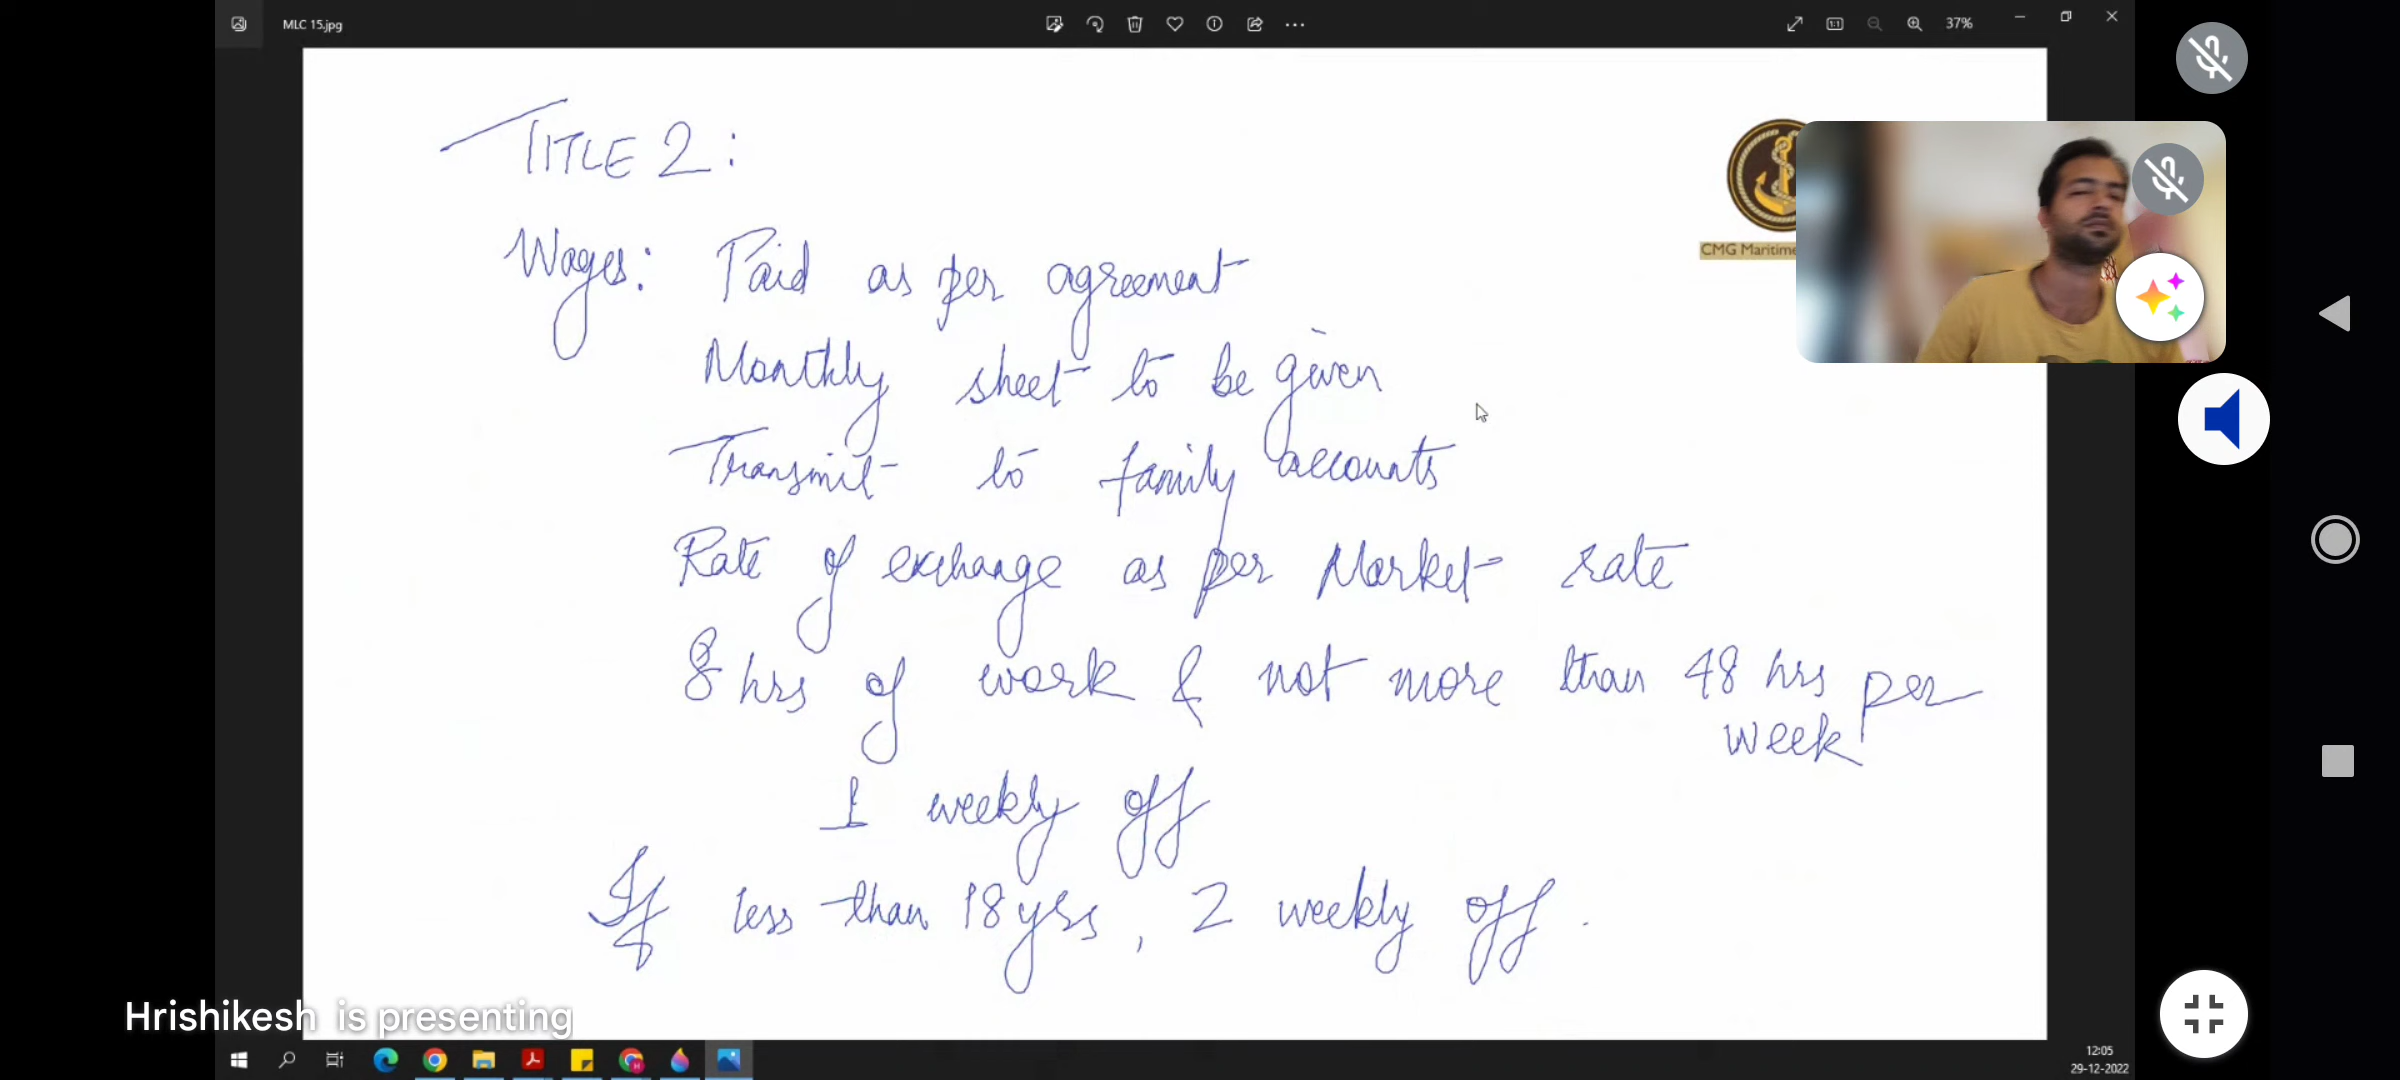 MLC 15.jpg
37%
TITLE 2:
CMG Maritime
Wages: Paid as per agreement
Monthly sheet to be given
Transmit to family accounts
Rate of exchange as per Market rate
8 hrs of work & not more than 48 hrs per
week
1 weekly off
If less than 18 yrs, 2 weekly off.
Hrishikesh is presenting
12:05
29-12-2022